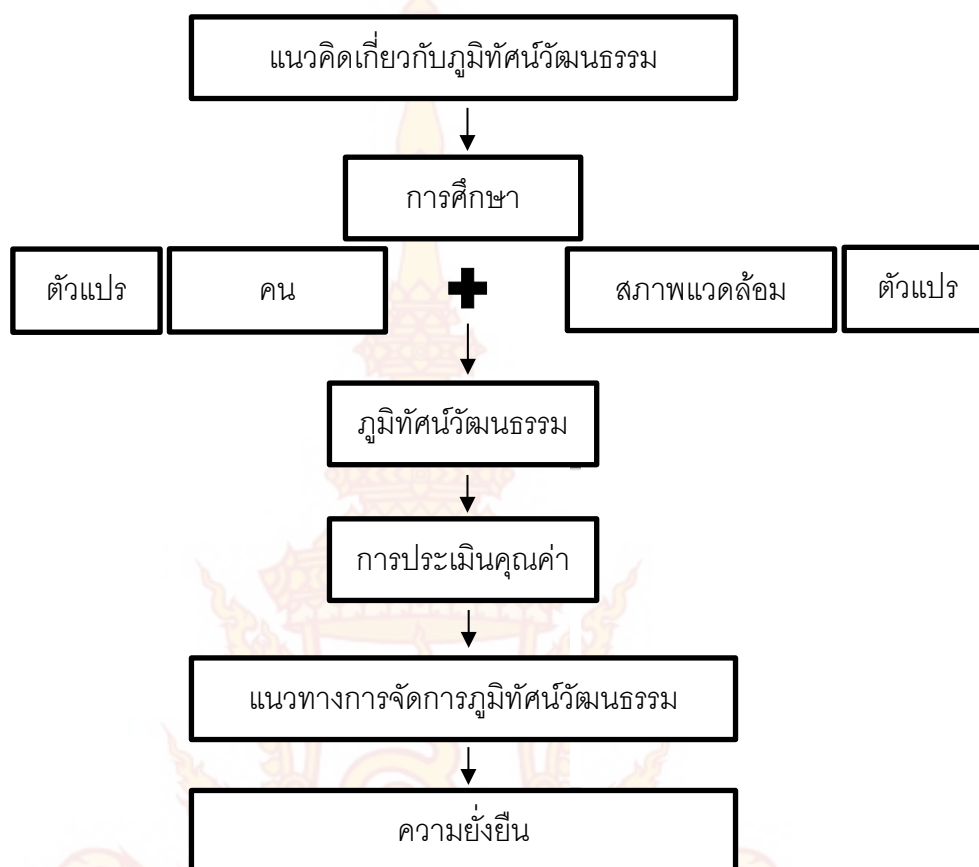 แนวคิดเกี่ยวกับภูมิทัศน์วัฒนธรรม
การศึกษา
ตัวแปร คน สภาพแวดล้อม ตัวแปร
ภูมิทัศน์วัฒนธรรม
การประเมินคุณค่า
แนวทางการจัดการภูมิทัศน์วัฒนธรรม
ความยั่งยืน